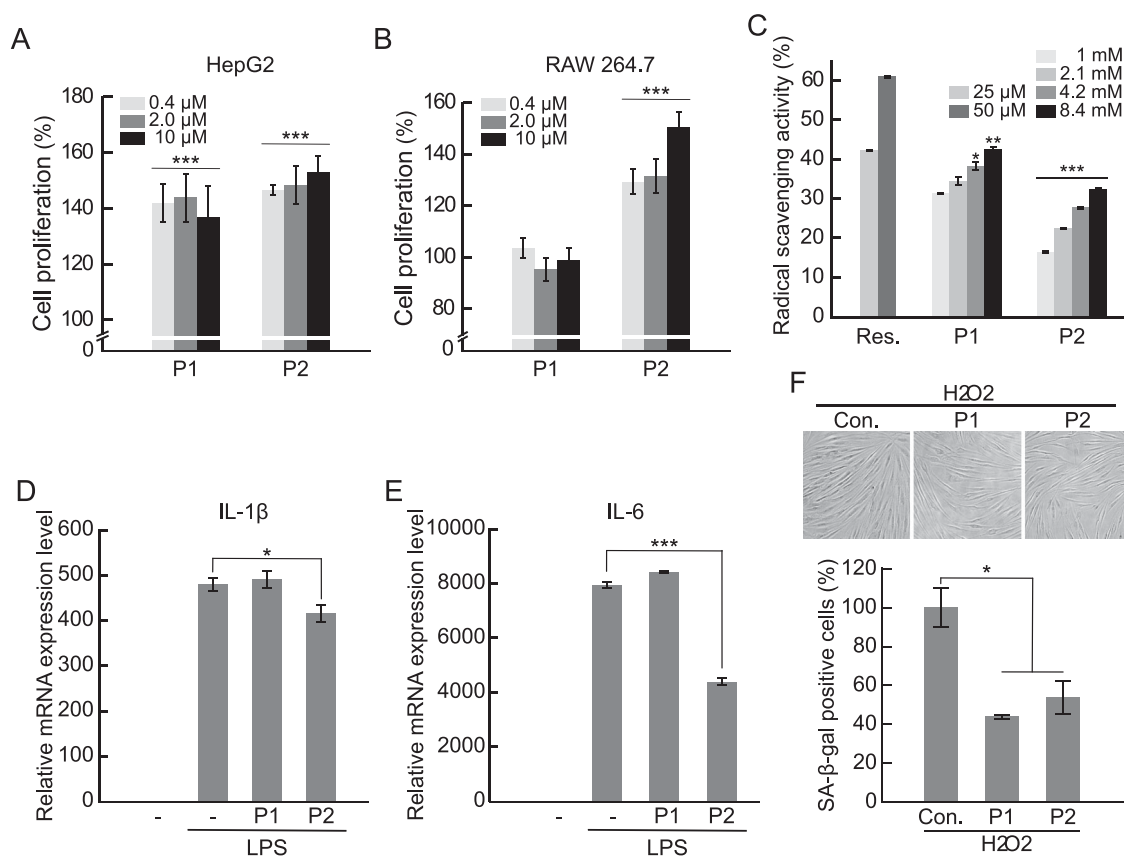 A
HepG2
Cell proliferation (%)
180
160
140
120
100
0
0.4 µM
2.0 µM
10 µM
***
***
P1
P2
B
RAW 264.7
Cell proliferation (%)
160
140
120
100
80
0
0.4 µM
2.0 µM
10 µM
***
P1
P2
C
Radical scavenging activity (%)
60
50
40
30
20
10
0
25 µM
50 µM
1 mM
2.1 mM
4.2 mM
8.4 mM
*
**
***
Res.
P1
P2
D
IL-1β
Relative mRNA expression level
600
500
400
300
200
100
0
*
-
-
P1
P2
LPS
E
IL-6
Relative mRNA expression level
10000
8000
6000
4000
2000
0
***
-
-
P1
P2
LPS
F
H2O2
Con.
P1
P2
SA-β-gal positive cells (%)
120
100
80
60
40
20
0
*
Con.
P1
P2
H2O2